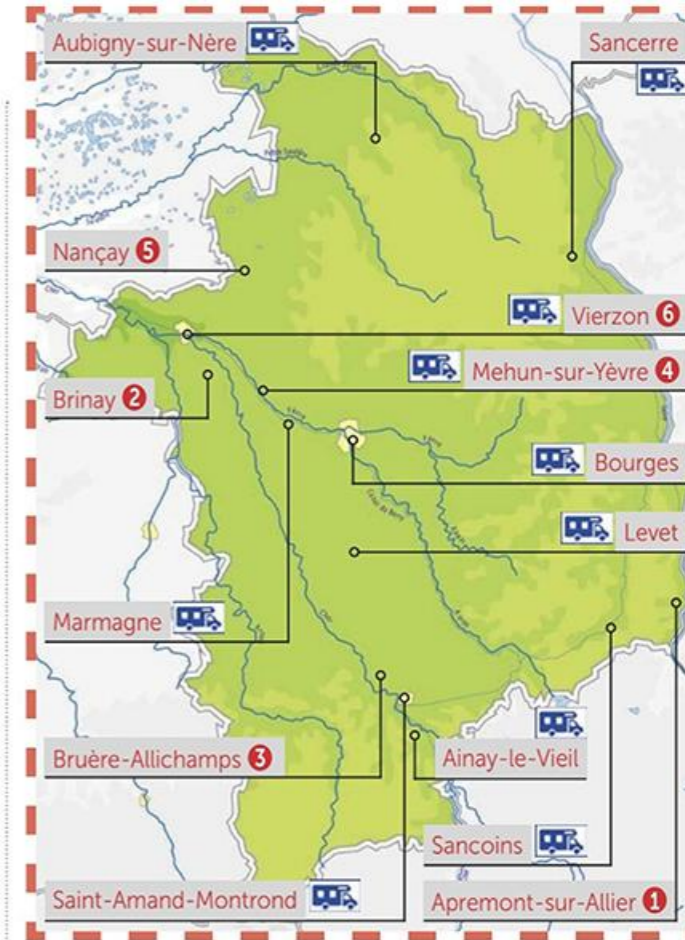 Aubigny-sur-Nère
Sancerre
Nançay 5
Vierzon 6
Mehun-sur-Yèvre 4
Brinay 2
Bourges
Levet
Marmagne
Bruère-Allichamps 3
Ainay-le-Vieil
Sancoins
Saint-Amand-Montrond
Apremont-sur-Allier 1